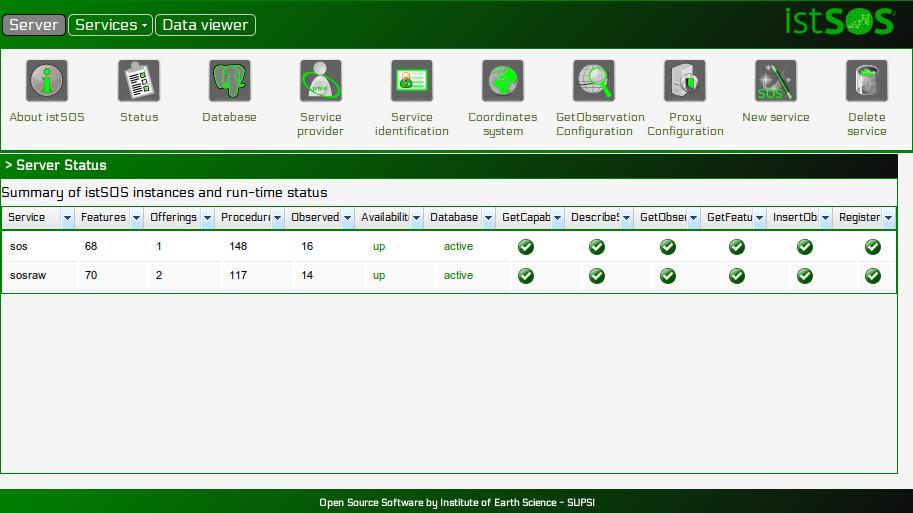 Server Services Data viewer
istSOS
About istSOS Status Database Service provider Service identification Coordinates system GetObservation Configuration Proxy Configuration New service Delete service
www
SOS
> Server Status
Summary of istSOS instances and run-time status
Service Features Offerings Procedure Observed Availabilit Database GetCapab DescribeS GetObser GetFeatu InsertOb Register
sos 68 1 148 16 up active
sosraw 70 2 117 14 up active
Open Source Software by Institute of Earth Science - SUPSI